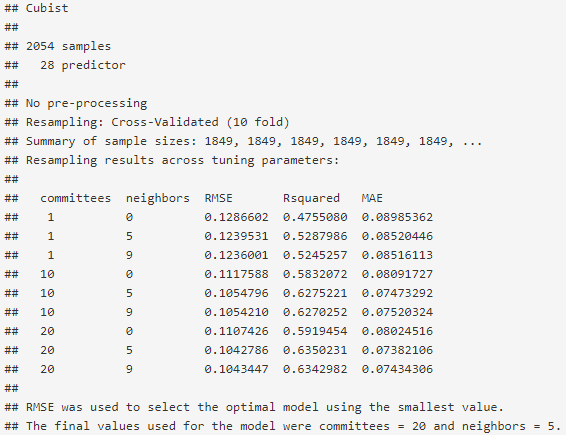 ## Cubist
##
## 2054 samples
##   28 predictor
##
## No pre-processing
## Resampling: Cross-Validated (10 fold)
## Summary of sample sizes: 1849, 1849, 1849, 1849, 1849, 1849, ...
## Resampling results across tuning parameters:
##
##   committees  neighbors  RMSE       Rsquared   MAE
##    1          0          0.1286602  0.4755080  0.08985362
##    1          5          0.1239531  0.5287986  0.08520446
##    1          9          0.1236001  0.5245257  0.08516113
##   10          0          0.1117588  0.5832072  0.08091727
##   10          5          0.1054796  0.6275221  0.07473292
##   10          9          0.1054210  0.6270252  0.07520324
##   20          0          0.1107426  0.5919454  0.08024516
##   20          5          0.1042786  0.6350231  0.07382106
##   20          9          0.1043447  0.6342982  0.07434306
##
## RMSE was used to select the optimal model using the smallest value.
## The final values used for the model were committees = 20 and neighbors = 5.